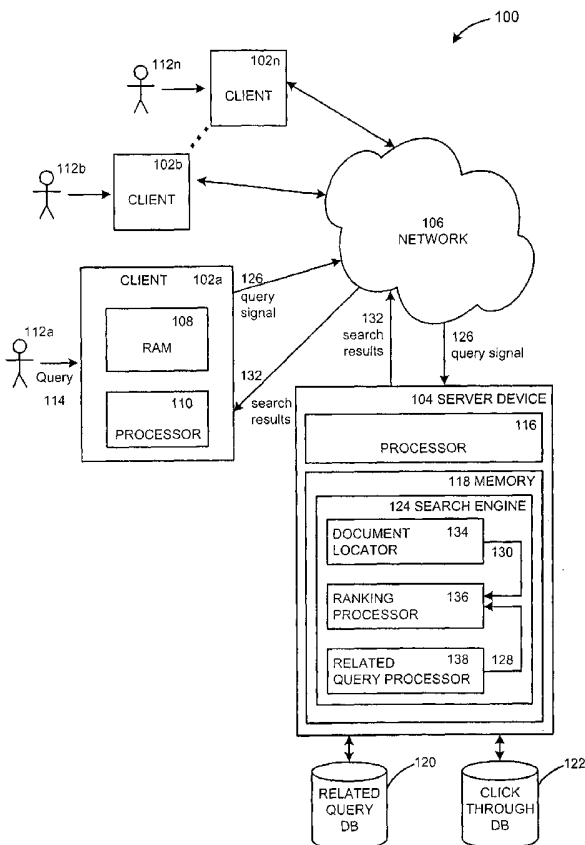 100
112n
102n
CLIENT
112b
102b
CLIENT
106
NETWORK
CLIENT 102a
126
query
signal
108
RAM
112a
Query
114
110
PROCESSOR
132
search
results
132
search
results
126
query signal
104 SERVER DEVICE
116
PROCESSOR
118 MEMORY
124 SEARCH ENGINE
DOCUMENT 134
LOCATOR
130
RANKING 136
PROCESSOR
RELATED 138
QUERY PROCESSOR
128
120
RELATED
QUERY
DB
122
CLICK
THROUGH
DB